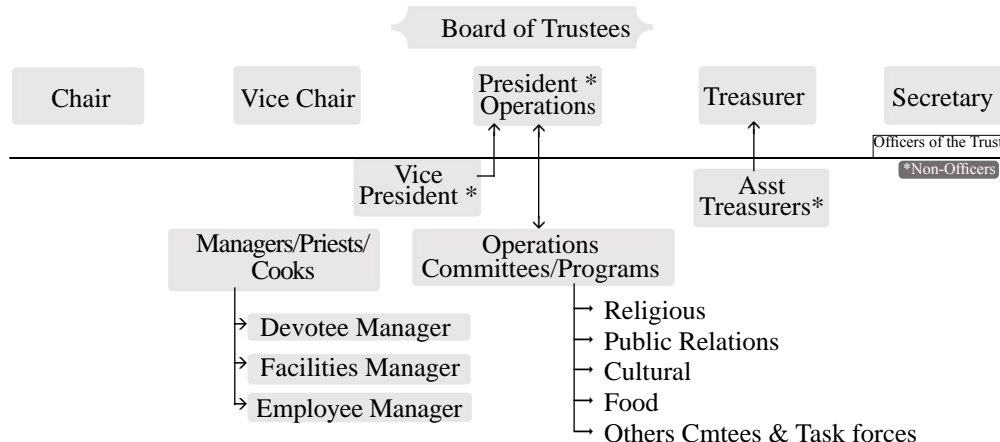 Board of Trustees
Chair
Vice Chair
President *
Operations
Treasurer
Secretary
Officers of the Trust
*Non-Officers
Vice
President *
Asst
Treasurers*
Managers/Priests/
Cooks
Operations
Committees/Programs
Devotee Manager
Facilities Manager
Employee Manager
Religious
Public Relations
Cultural
Food
Others Cmtees & Task forces